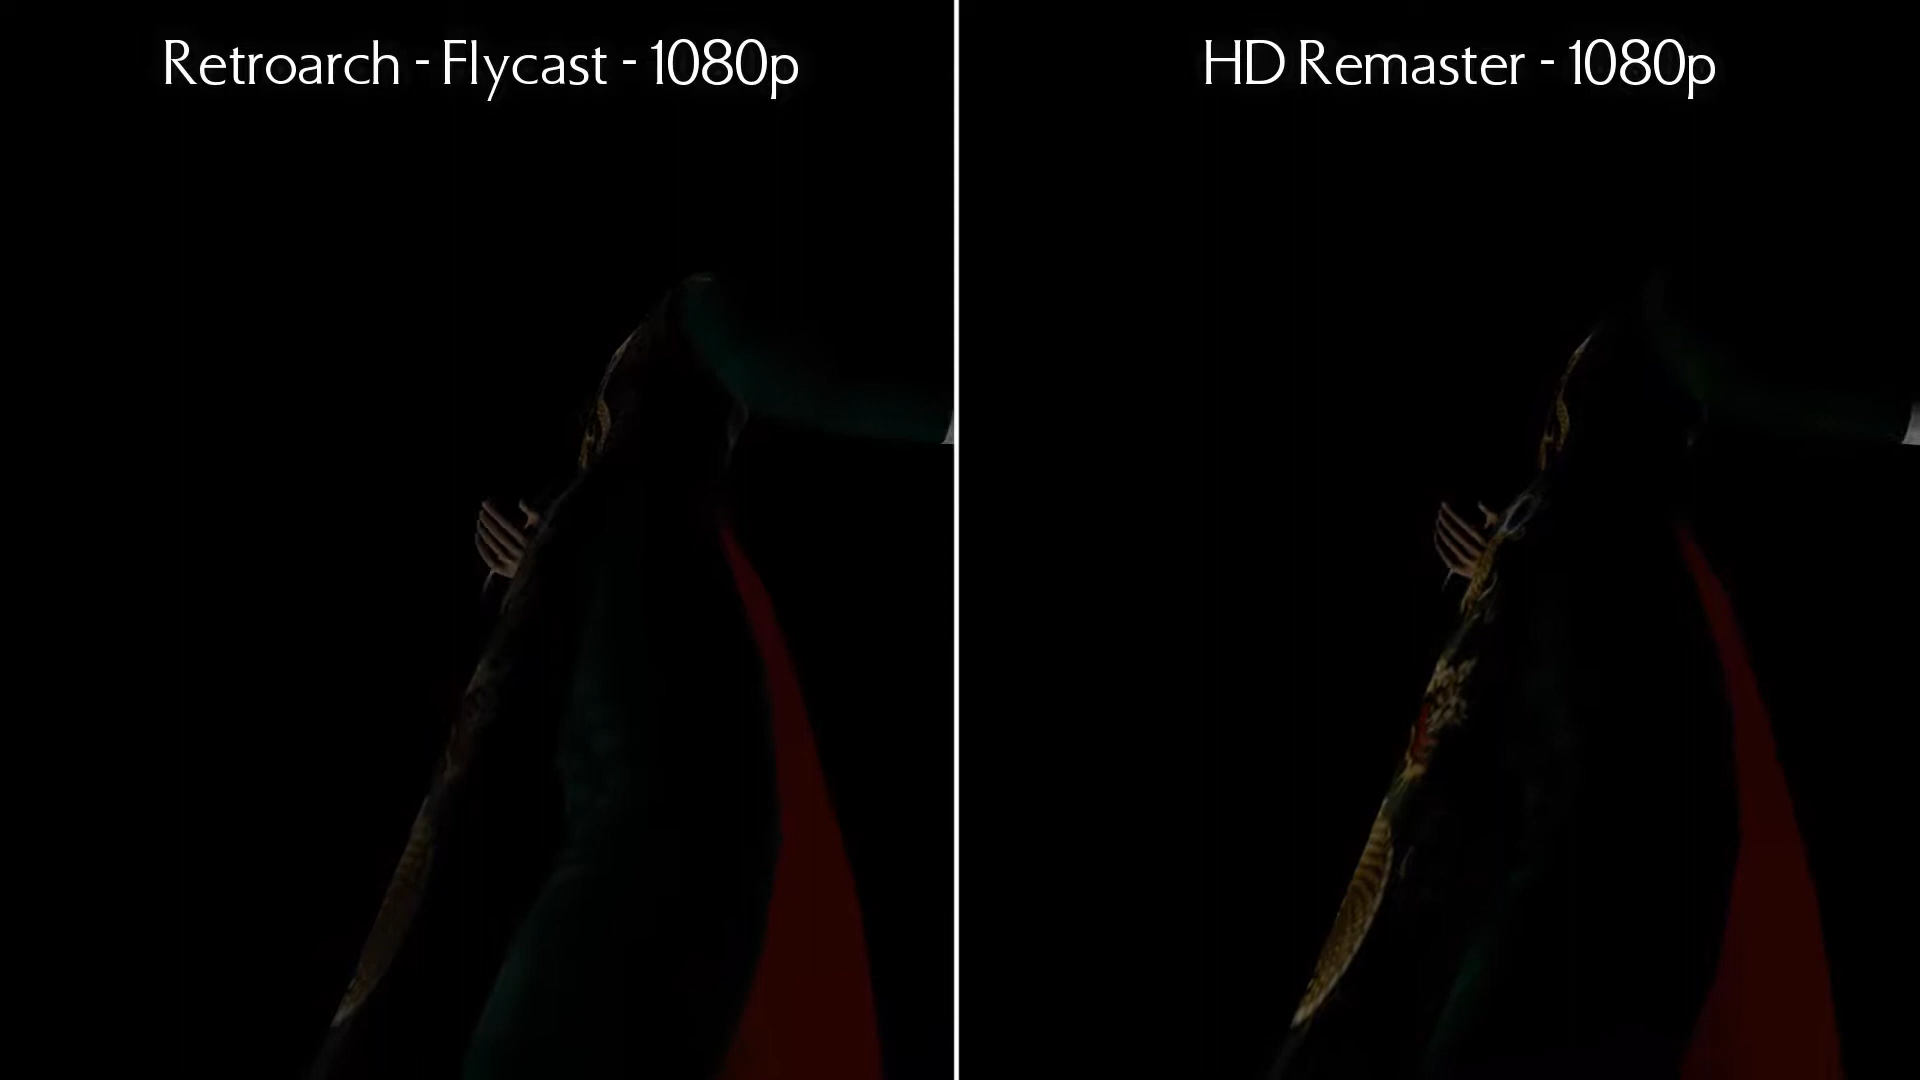 Retroarch - Flycast - 1080p
HD Remaster - 1080p